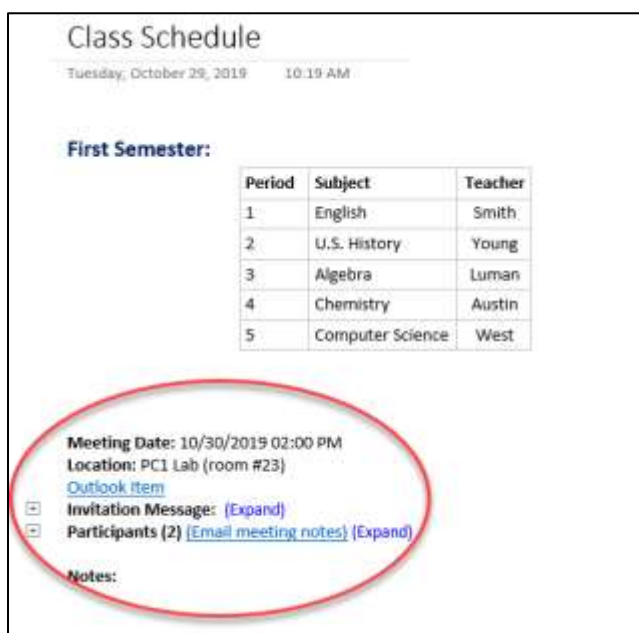 Class Schedule
Tuesday, October 29, 2019 10:19 AM
First Semester:
Period Subject Teacher
1 English Smith
2 U.S. History Young
3 Algebra Luman
4 Chemistry Austin
5 Computer Science West
Meeting Date: 10/30/2019 02:00 PM
Location: PC1 Lab (room #23)
Outlook Item
Invitation Message: (Expand)
Participants (2) (Email meeting notes) (Expand)
Notes: